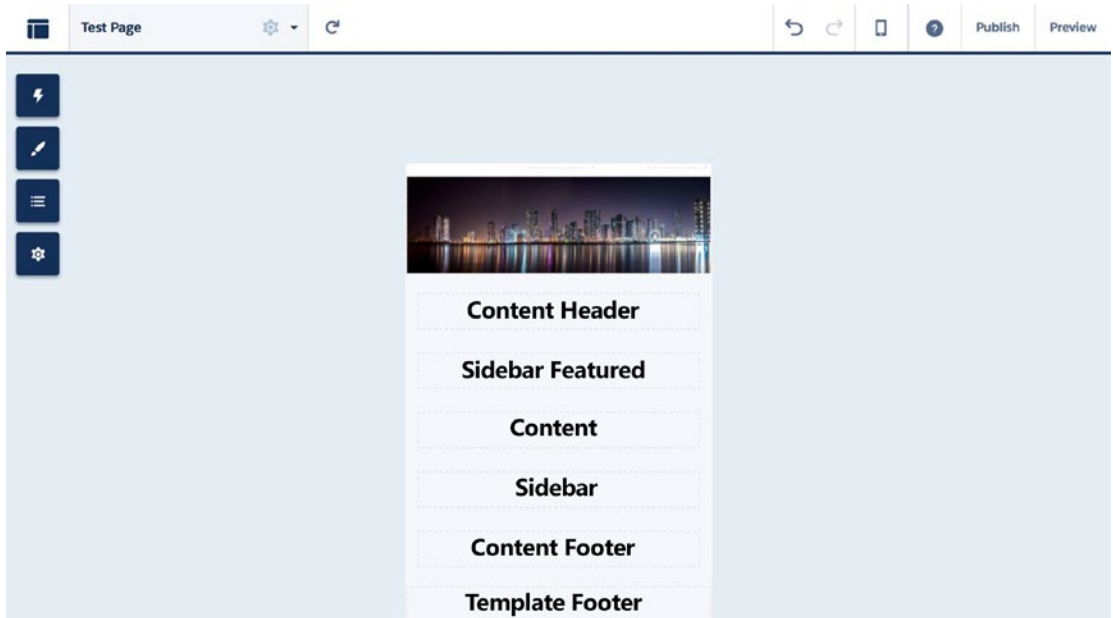 Test Page
Publish
Preview
Content Header
Sidebar Featured
Content
Sidebar
Content Footer
Template Footer